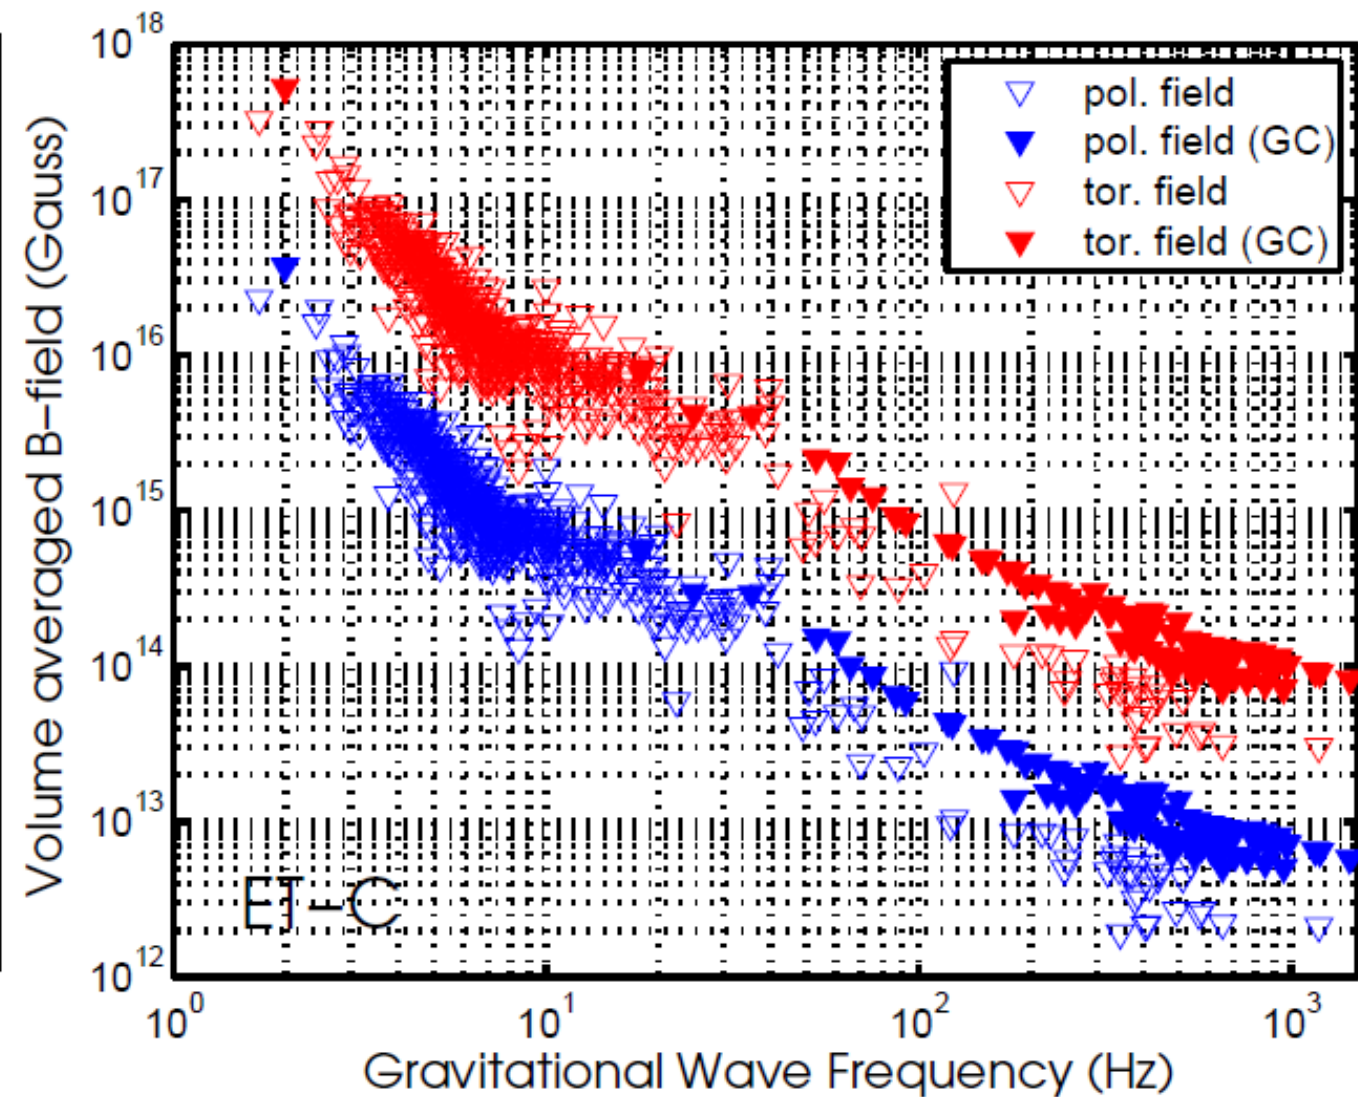 10^18
10^17
10^16
10^15
10^14
10^13
10^12
Volume averaged B-field (Gauss)
pol. field
pol. field (GC)
tor. field
tor. field (GC)
ET-C
10^0 10^1 10^2 10^3
Gravitational Wave Frequency (Hz)